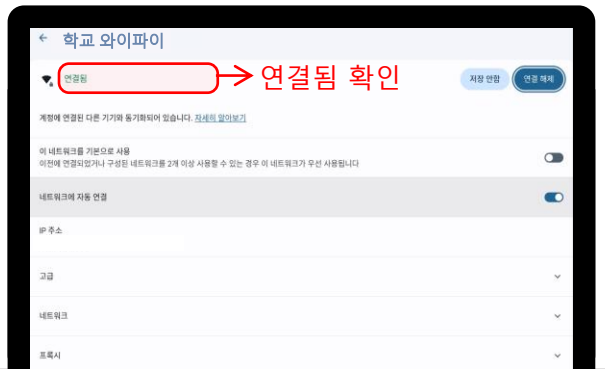 ← 학교 와이파이
연결됨 → 연결됨 확인 저장 안함 연결 해제
계정에 연결된 다른 기기와 동기화되어 있습니다. 자세히 알아보기
이 네트워크를 기본으로 사용
이전에 연결되었거나 구성된 네트워크를 2개 이상 사용할 수 있는 경우 이 네트워크가 우선 사용됩니다
네트워크에 자동 연결
IP 주소
고급
네트워크
프록시